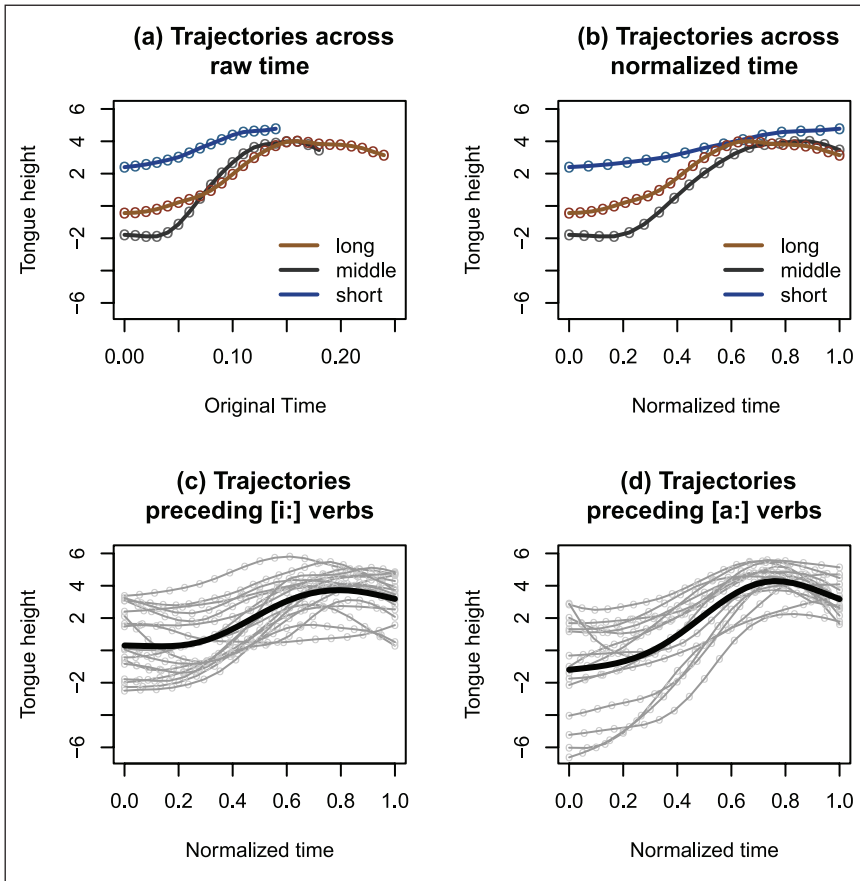 (a) Trajectories across
raw time
6
4
2
−2
−6
Tongue height
long
middle
short
0.00 0.10 0.20
Original Time
(b) Trajectories across
normalized time
6
4
2
−2
−6
Tongue height
long
middle
short
0.0 0.2 0.4 0.6 0.8 1.0
Normalized time
(c) Trajectories
preceding [i:] verbs
6
4
2
−2
−6
Tongue height
0.0 0.2 0.4 0.6 0.8 1.0
Normalized time
(d) Trajectories
preceding [a:] verbs
6
4
2
−2
−6
Tongue height
0.0 0.2 0.4 0.6 0.8 1.0
Normalized time